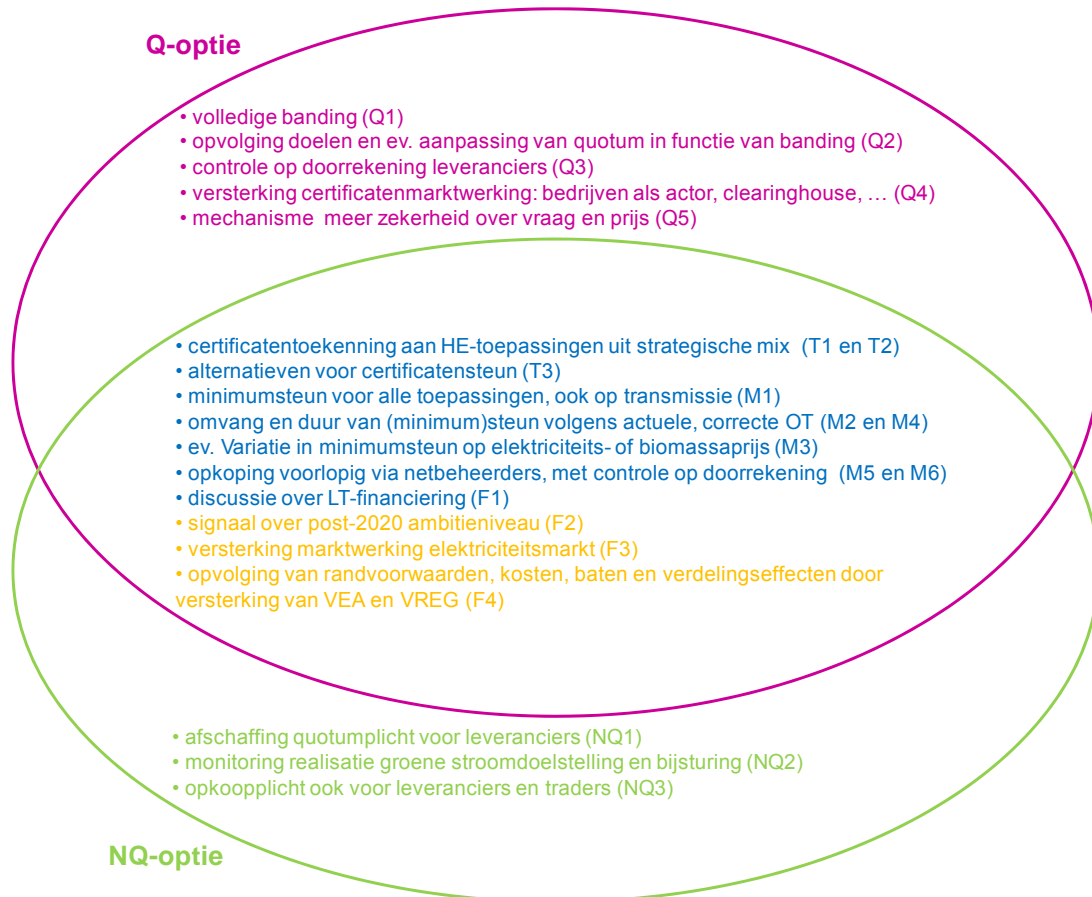 Q-optie
• volledige banding (Q1)
• opvolging doelen en ev. aanpassing van quotum in functie van banding (Q2)
• controle op doorrekening leveranciers (Q3)
• versterking certificatenmarktwerking: bedrijven als actor, clearinghouse, … (Q4)
• mechanisme meer zekerheid over vraag en prijs (Q5)
• certificatentoekenning aan HE-toepassingen uit strategische mix (T1 en T2)
• alternatieven voor certificatensteun (T3)
• minimumsteun voor alle toepassingen, ook op transmissie (M1)
• omvang en duur van (minimum)steun volgens actuele, correcte OT (M2 en M4)
• ev. Variatie in minimumsteun op elektriciteits- of biomassaprijs (M3)
• opkoping voorlopig via netbeheerders, met controle op doorrekening (M5 en M6)
• discussie over LT-financiering (F1)
• signaal over post-2020 ambitieniveau (F2)
• versterking marktwerking elektriciteitsmarkt (F3)
• opvolging van randvoorwaarden, kosten, baten en verdelingseffecten door
versterking van VEA en VREG (F4)
• afschaffing quotumplicht voor leveranciers (NQ1)
• monitoring realisatie groene stroomdoelstelling en bijsturing (NQ2)
• opkoopplicht ook voor leveranciers en traders (NQ3)
NQ-optie